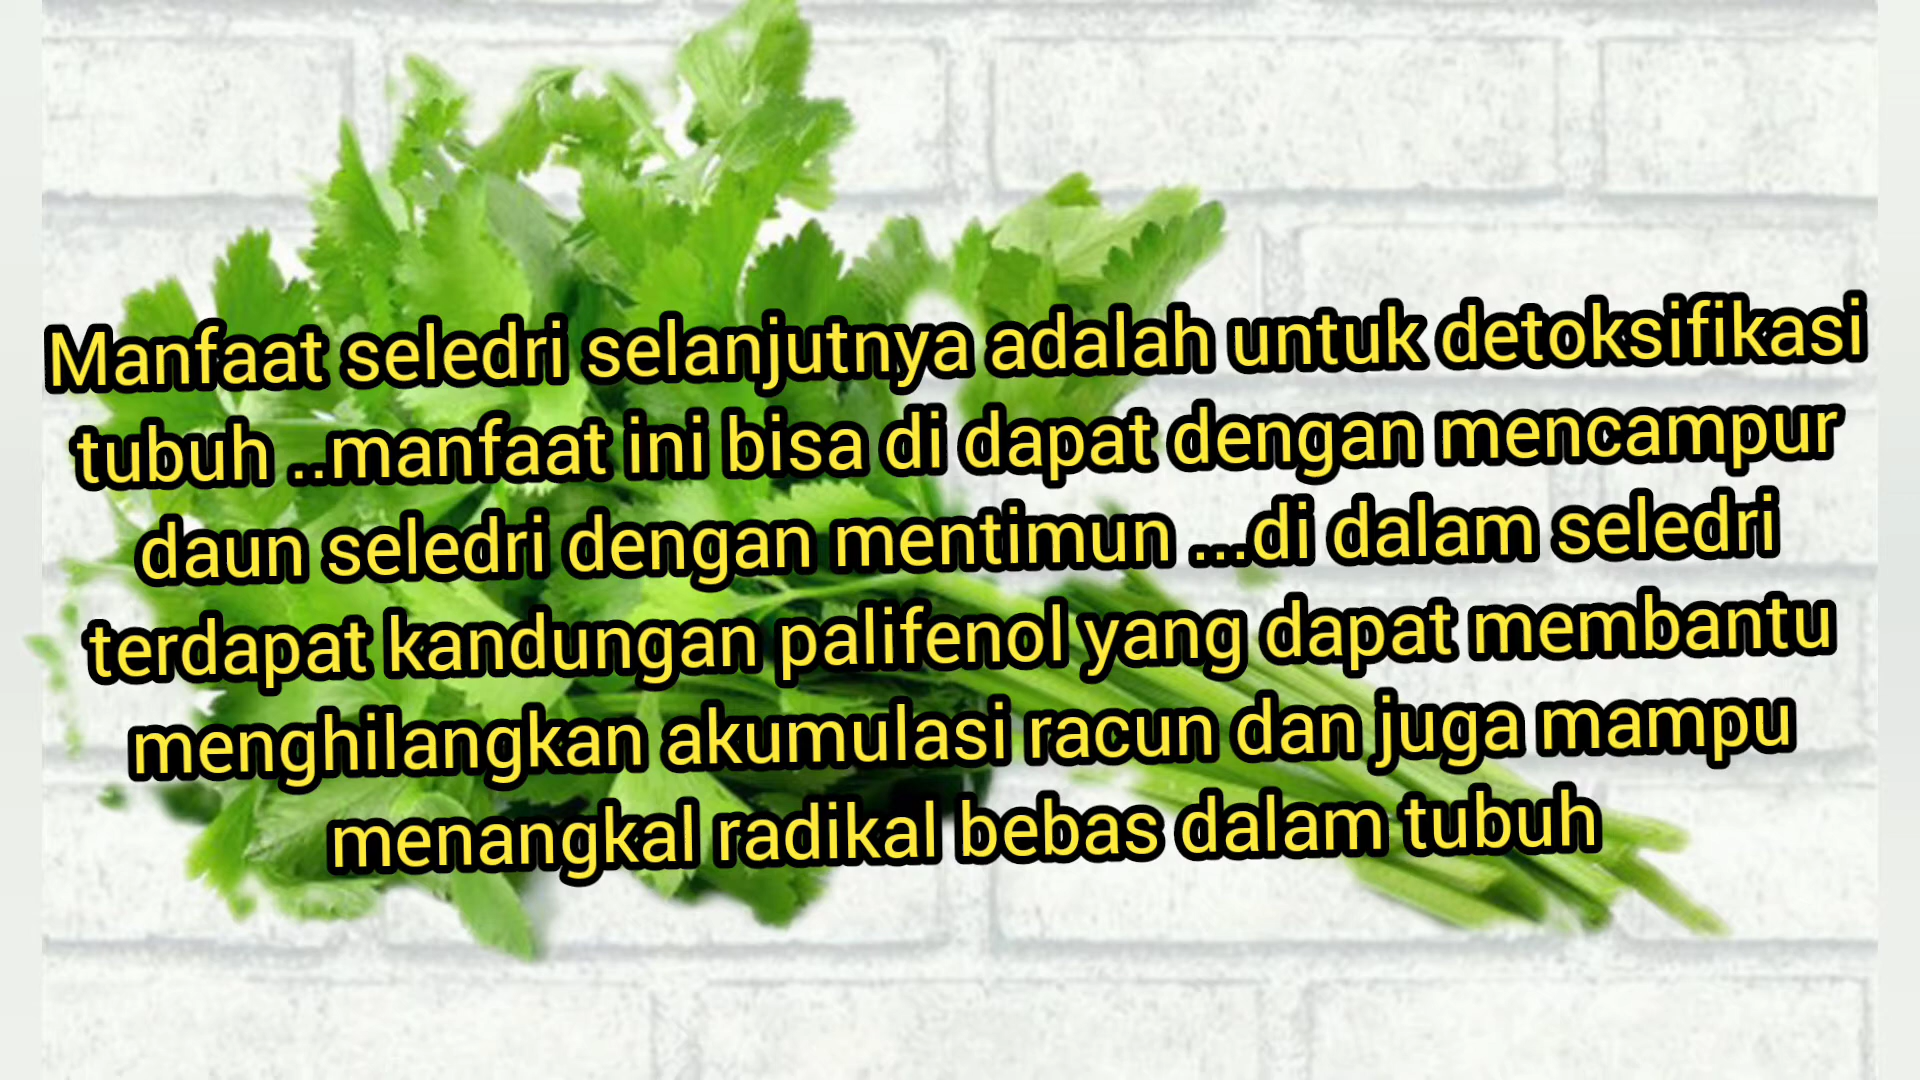 Manfaat seledri selanjutnya adalah untuk detoksifikasi
tubuh ..manfaat ini bisa di dapat dengan mencampur
daun seledri dengan mentimun ...di dalam seledri
terdapat kandungan palifenol yang dapat membantu
menghilangkan akumulasi racun dan juga mampu
menangkal radikal bebas dalam tubuh